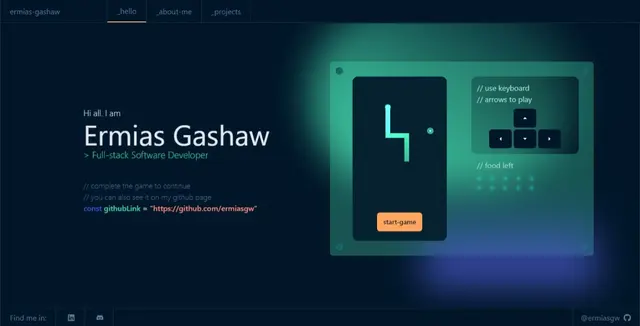 ermias-gashaw
_hello
_about-me
_projects
Hi all. I am
Ermias Gashaw
> Full-stack Software Developer
// complete the game to continue
// you can also see it on my github page
const githubLink = "https://github.com/ermiasgw"
start-game
// use keyboard
// arrows to play
// food left
Find me in:
@ermiasgw